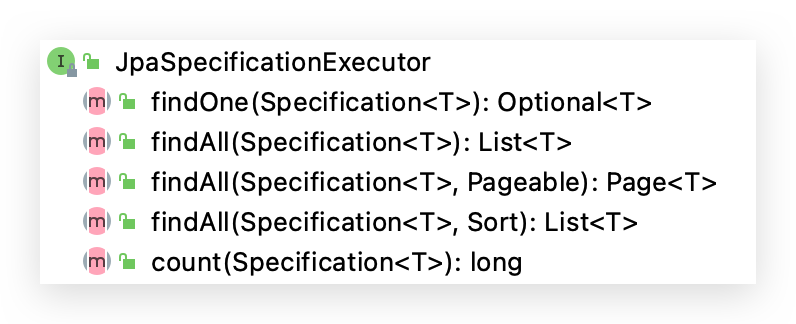 I JpaSpecificationExecutor
m findOne(Specification<T>): Optional<T>
m findAll(Specification<T>): List<T>
m findAll(Specification<T>, Pageable): Page<T>
m findAll(Specification<T>, Sort): List<T>
m count(Specification<T>): long